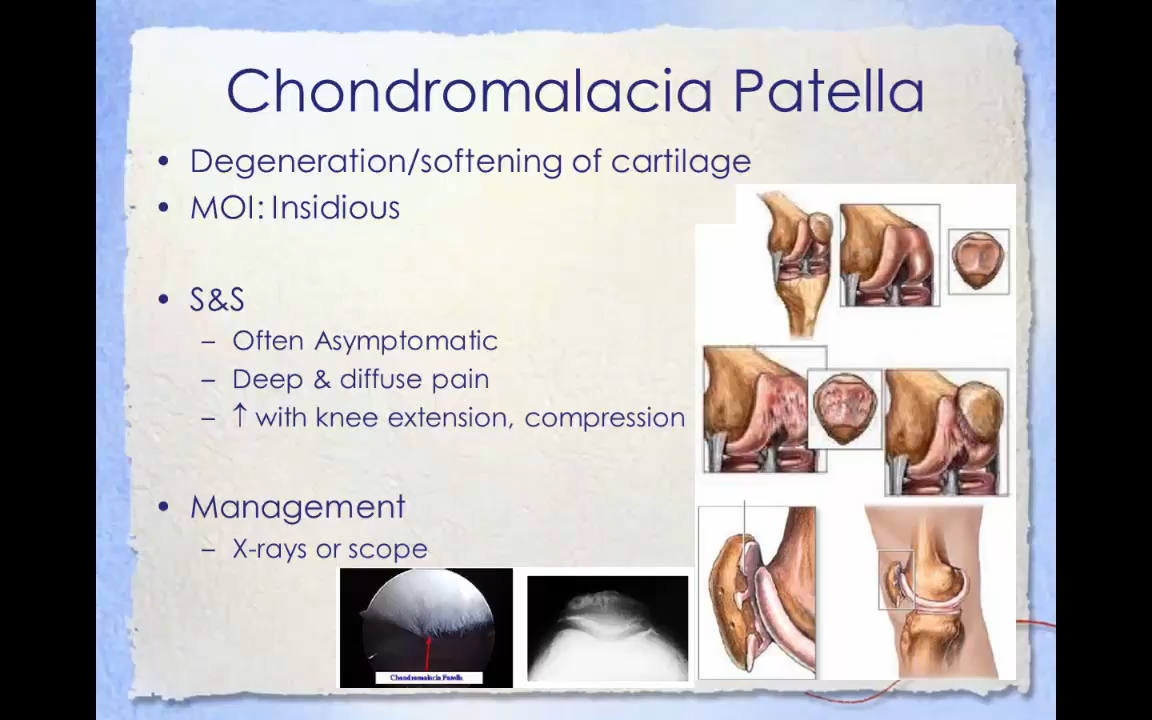 Chondromalacia Patella
• Degeneration/softening of cartilage
• MOI: Insidious
• S&S
– Often Asymptomatic
– Deep & diffuse pain
– ↑ with knee extension, compression
• Management
– X-rays or scope
Chondromalacia Patella